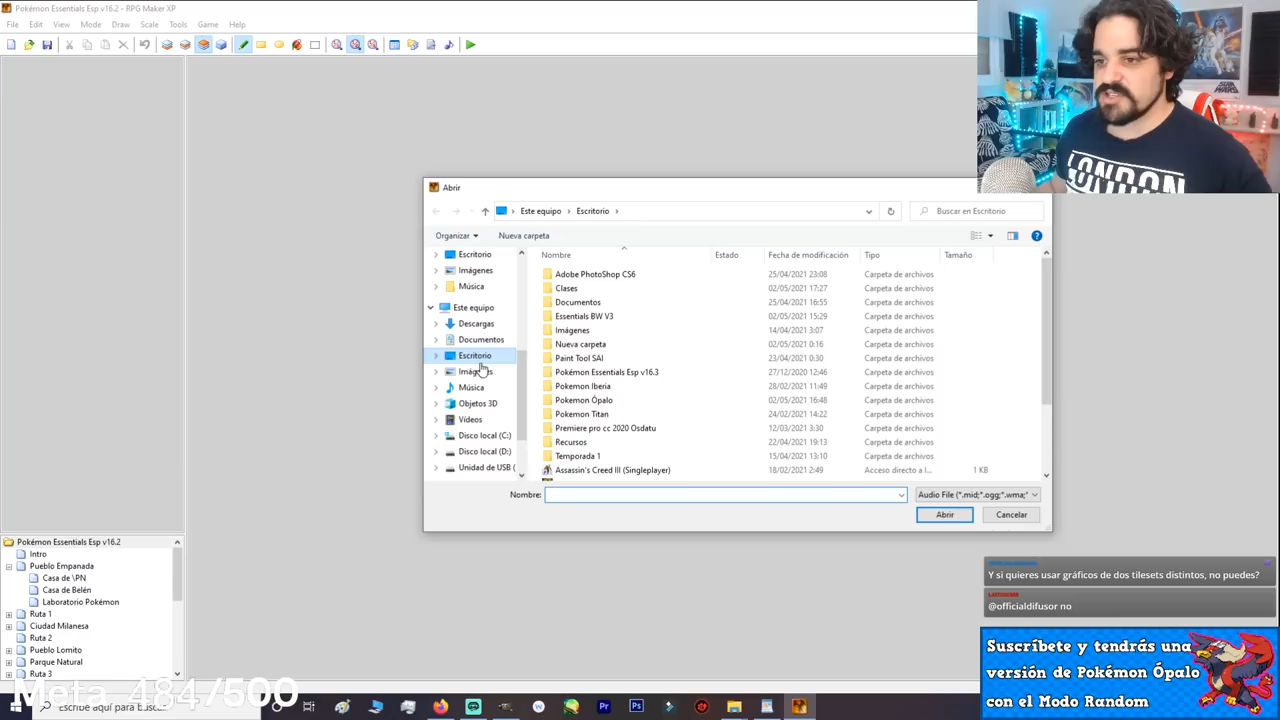 Pokémon Essentials Esp v16.2 - RPG Maker XP
File Edit View Mode Draw Scale Tools Game Help
STAR WARS
LONDON
Abrir
Este equipo > Escritorio >
Buscar en Escritorio
Organizar
Nueva carpeta
Escritorio
Imágenes
Música
Este equipo
Descargas
Documentos
Escritorio
Música
Objetos 3D
Vídeos
Disco local (C:)
Disco local (D:)
Unidad de USB (
Nombre Estado Fecha de modificación Tipo Tamaño
Adobe PhotoShop CS6 25/04/2021 23:08 Carpeta de archivos
Clases 02/05/2021 17:27 Carpeta de archivos
Documentos 25/04/2021 16:55 Carpeta de archivos
Essentials BW V3 02/05/2021 15:29 Carpeta de archivos
Imágenes 14/04/2021 3:07 Carpeta de archivos
Nueva carpeta 02/05/2021 0:16 Carpeta de archivos
Paint Tool SAI 23/04/2021 0:30 Carpeta de archivos
Pokémon Essentials Esp v16.3 27/12/2020 12:46 Carpeta de archivos
Pokemon Iberia 28/02/2021 11:49 Carpeta de archivos
Pokemon Ópalo 02/05/2021 16:48 Carpeta de archivos
Pokemon Titan 24/02/2021 14:22 Carpeta de archivos
Premiere pro cc 2020 Osdatu 12/03/2021 3:30 Carpeta de archivos
Recursos 22/04/2021 19:13 Carpeta de archivos
Temporada 1 15/04/2021 13:10 Carpeta de archivos
Assassin's Creed III (Singleplayer) 18/02/2021 2:49 Acceso directo a l... 1 KB
Nombre:
Audio File (*.mid;*.ogg;*.wma;*
Abrir
Cancelar
Pokémon Essentials Esp v16.2
Intro
Pueblo Empanada
Casa de \PN
Casa de Belén
Laboratorio Pokémon
Ruta 1
Ciudad Milanesa
Ruta 2
Pueblo Lomito
Parque Natural
Ruta 3
Y si quieres usar gráficos de dos tilesets distintos, no puedes?
@officialdifusor no
Suscríbete y tendrás una
versión de Pokémon Ópalo
con el Modo Random
Meta 484/500
Escribe aquí para buscar